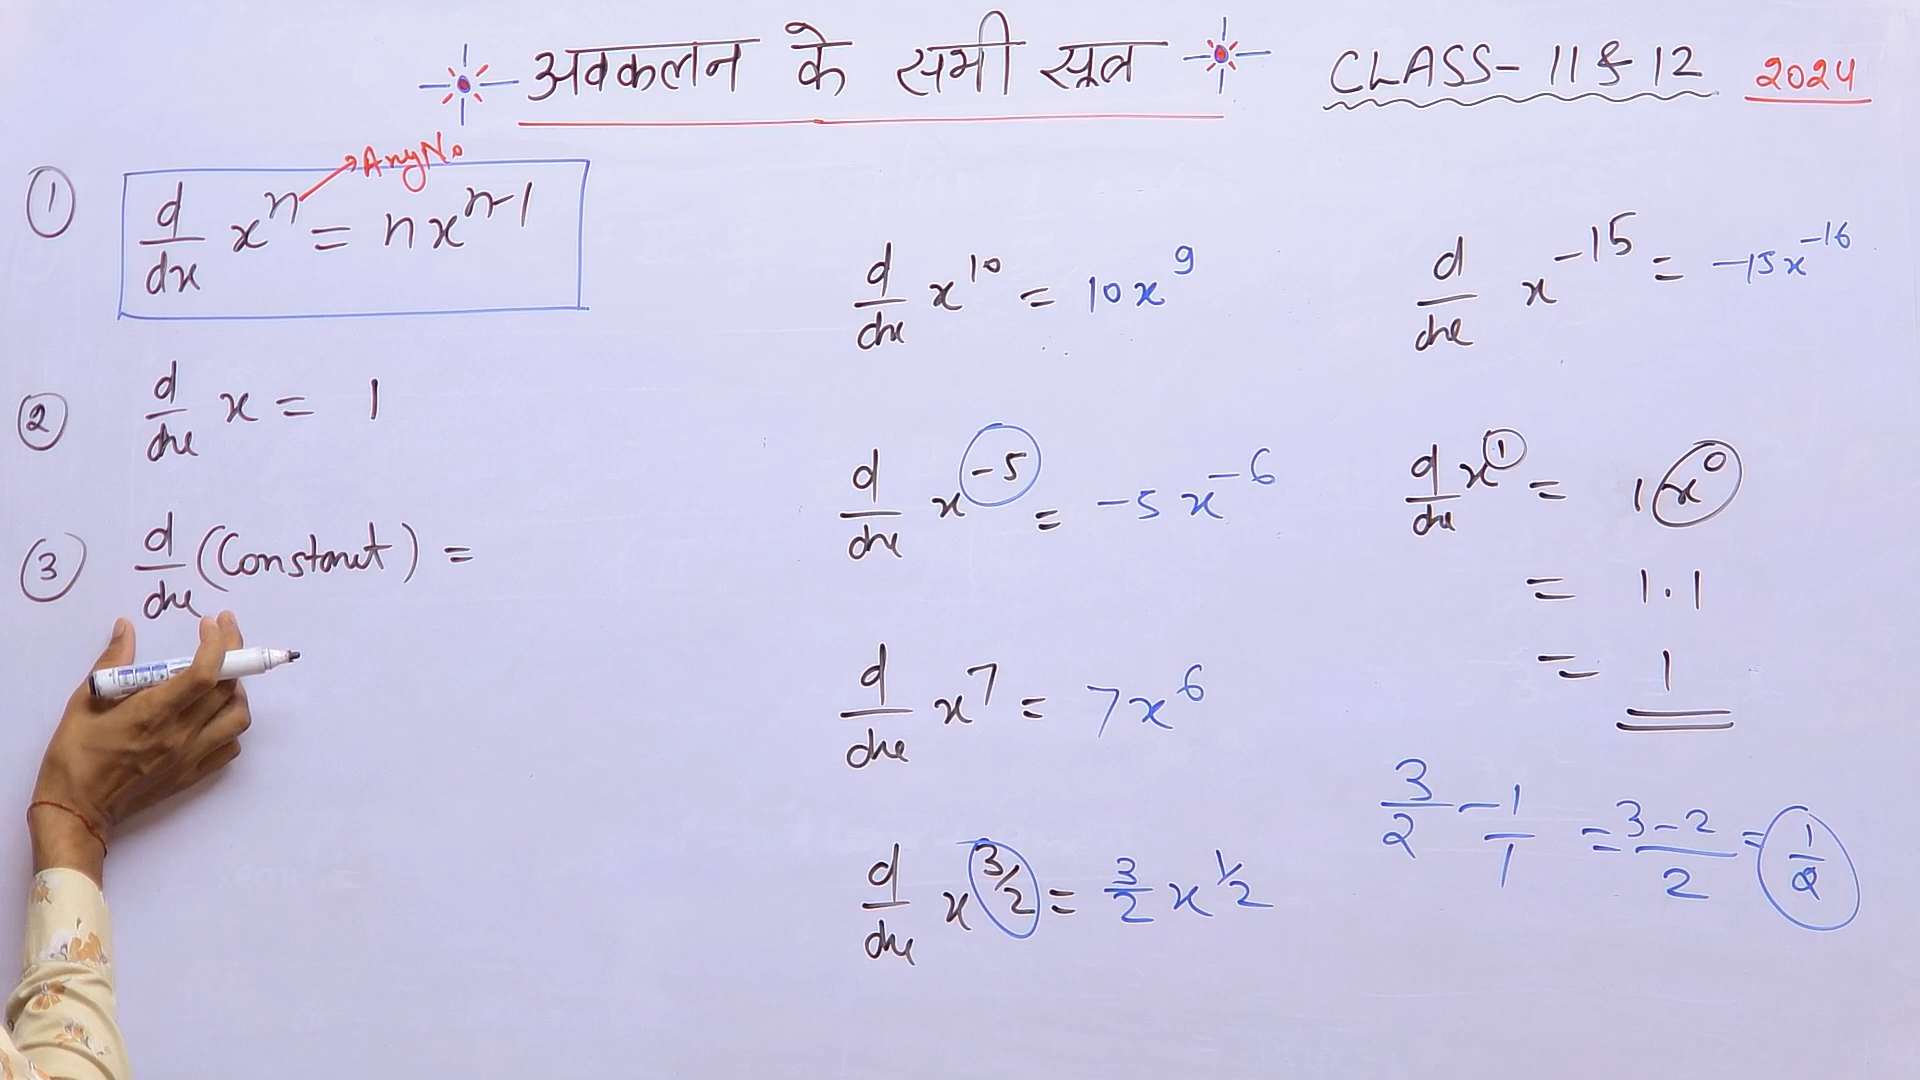 अवकलन के सभी सूत्र CLASS-11 & 12 2024
① d/dx xⁿ = nxⁿ⁻¹
Any No
② d/dx x = 1
③ d/dx (Constant) =
d/dx x¹⁰ = 10x⁹
d/dx x⁻⁵ = -5x⁻⁶
d/dx x⁷ = 7x⁶
d/dx x^3/2 = 3/2 x^1/2
d/dx x⁻¹⁵ = -15x⁻¹⁶
d/dx x¹ = 1x⁰
= 1.1
= 1
3/2 - 1/1 = 3-2/2 = 1/2